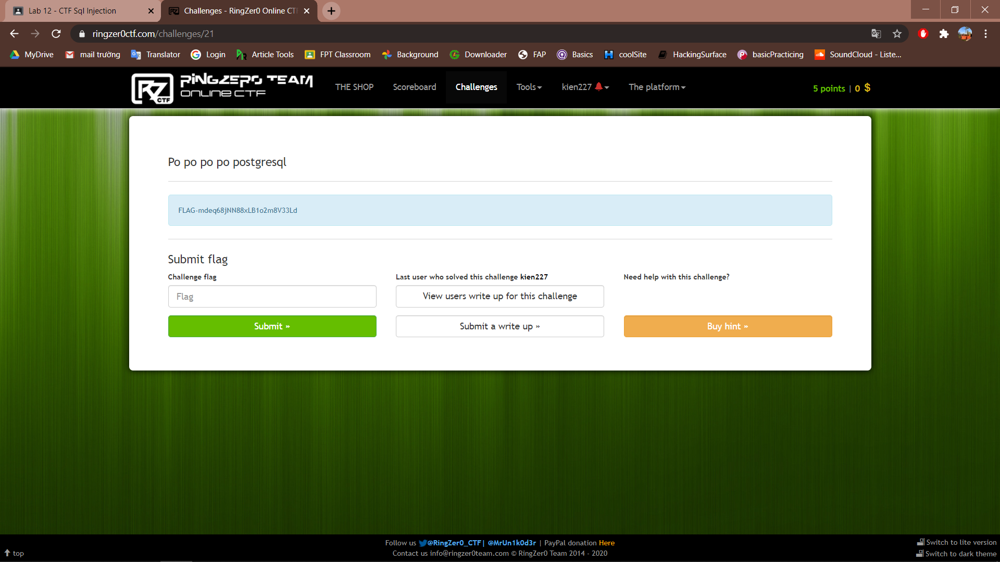 Lab 12 - CTF Sql Injection
Challenges - RingZer0 Online CT
ringzer0ctf.com/challenges/21
MyDrive mail trường Translator Login Article Tools FPT Classroom Background Downloader FAP Basics coolSite HackingSurface basicPracticing SoundCloud - Liste...
RZ CTF
RiNGZER0 TEAM
ONLINE CTF
THE SHOP Scoreboard Challenges Tools kien227 The platform
5 points | 0 $
Po po po po postgresql
FLAG-mdeq68jNN88xLB1o2m8V33Ld
Submit flag
Challenge flag
Last user who solved this challenge kien227
Need help with this challenge?
Flag
View users write up for this challenge
Submit »
Submit a write up »
Buy hint »
Follow us @RingZer0_CTF| @MrUn1k0d3r | PayPal donation Here
Contact us info@ringzer0team.com © RingZer0 Team 2014 - 2020
top
Switch to lite version
Switch to dark theme